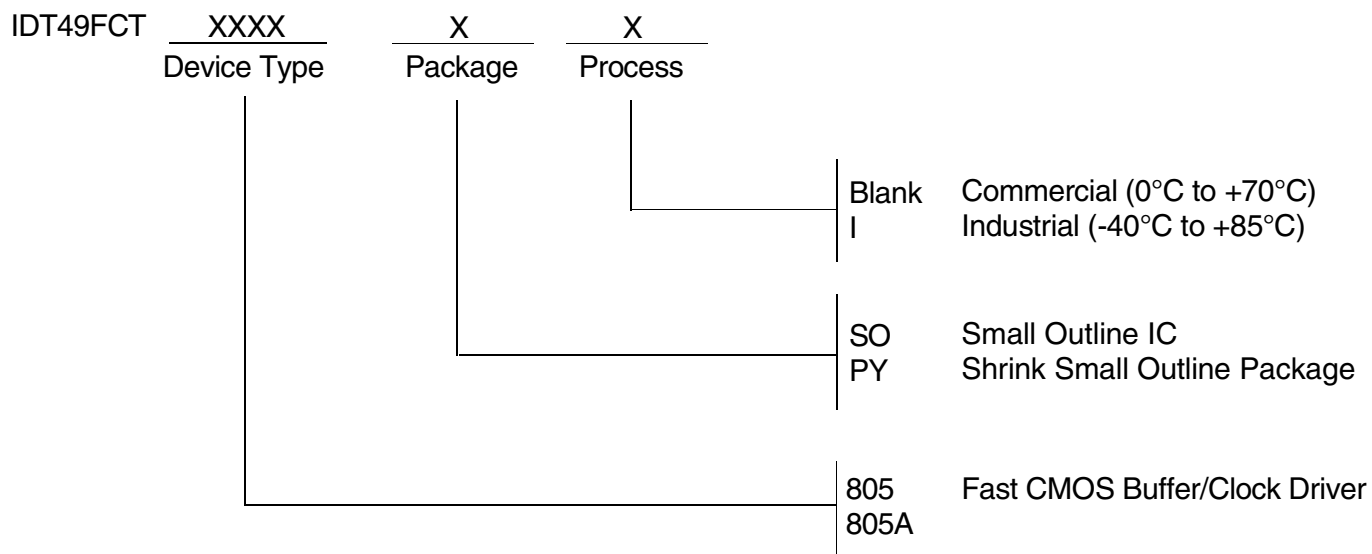 IDT49FCT XXXX X X
Device Type Package Process
Blank Commercial (0°C to +70°C)
I Industrial (-40°C to +85°C)
SO Small Outline IC
PY Shrink Small Outline Package
805 Fast CMOS Buffer/Clock Driver
805A